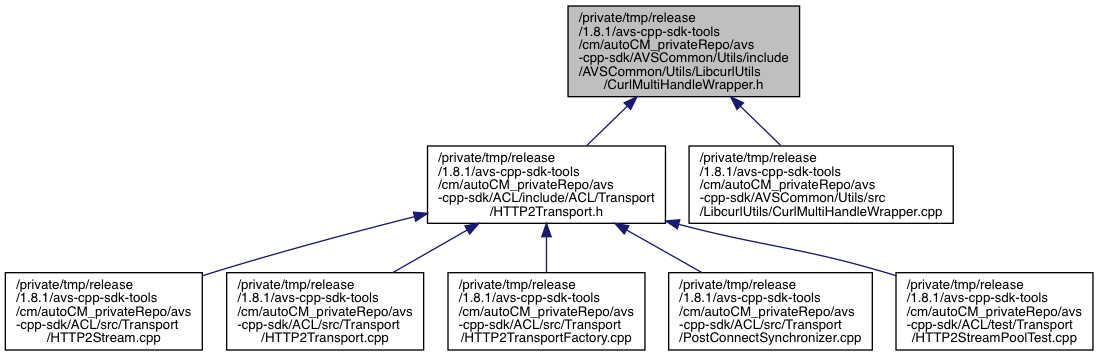 /private/tmp/release
/1.8.1/avs-cpp-sdk-tools
/cm/autoCM_privateRepo/avs
-cpp-sdk/AVSCommon/Utils/include
/AVSCommon/Utils/LibcurlUtils
/CurlMultiHandleWrapper.h
/private/tmp/release
/1.8.1/avs-cpp-sdk-tools
/cm/autoCM_privateRepo/avs
-cpp-sdk/ACL/include/ACL/Transport
/HTTP2Transport.h
/private/tmp/release
/1.8.1/avs-cpp-sdk-tools
/cm/autoCM_privateRepo/avs
-cpp-sdk/AVSCommon/Utils/src
/LibcurlUtils/CurlMultiHandleWrapper.cpp
/private/tmp/release
/1.8.1/avs-cpp-sdk-tools
/cm/autoCM_privateRepo/avs
-cpp-sdk/ACL/src/Transport
/HTTP2Stream.cpp
/private/tmp/release
/1.8.1/avs-cpp-sdk-tools
/cm/autoCM_privateRepo/avs
-cpp-sdk/ACL/src/Transport
/HTTP2Transport.cpp
/private/tmp/release
/1.8.1/avs-cpp-sdk-tools
/cm/autoCM_privateRepo/avs
-cpp-sdk/ACL/src/Transport
/HTTP2TransportFactory.cpp
/private/tmp/release
/1.8.1/avs-cpp-sdk-tools
/cm/autoCM_privateRepo/avs
-cpp-sdk/ACL/src/Transport
/PostConnectSynchronizer.cpp
/private/tmp/release
/1.8.1/avs-cpp-sdk-tools
/cm/autoCM_privateRepo/avs
-cpp-sdk/ACL/test/Transport
/HTTP2StreamPoolTest.cpp